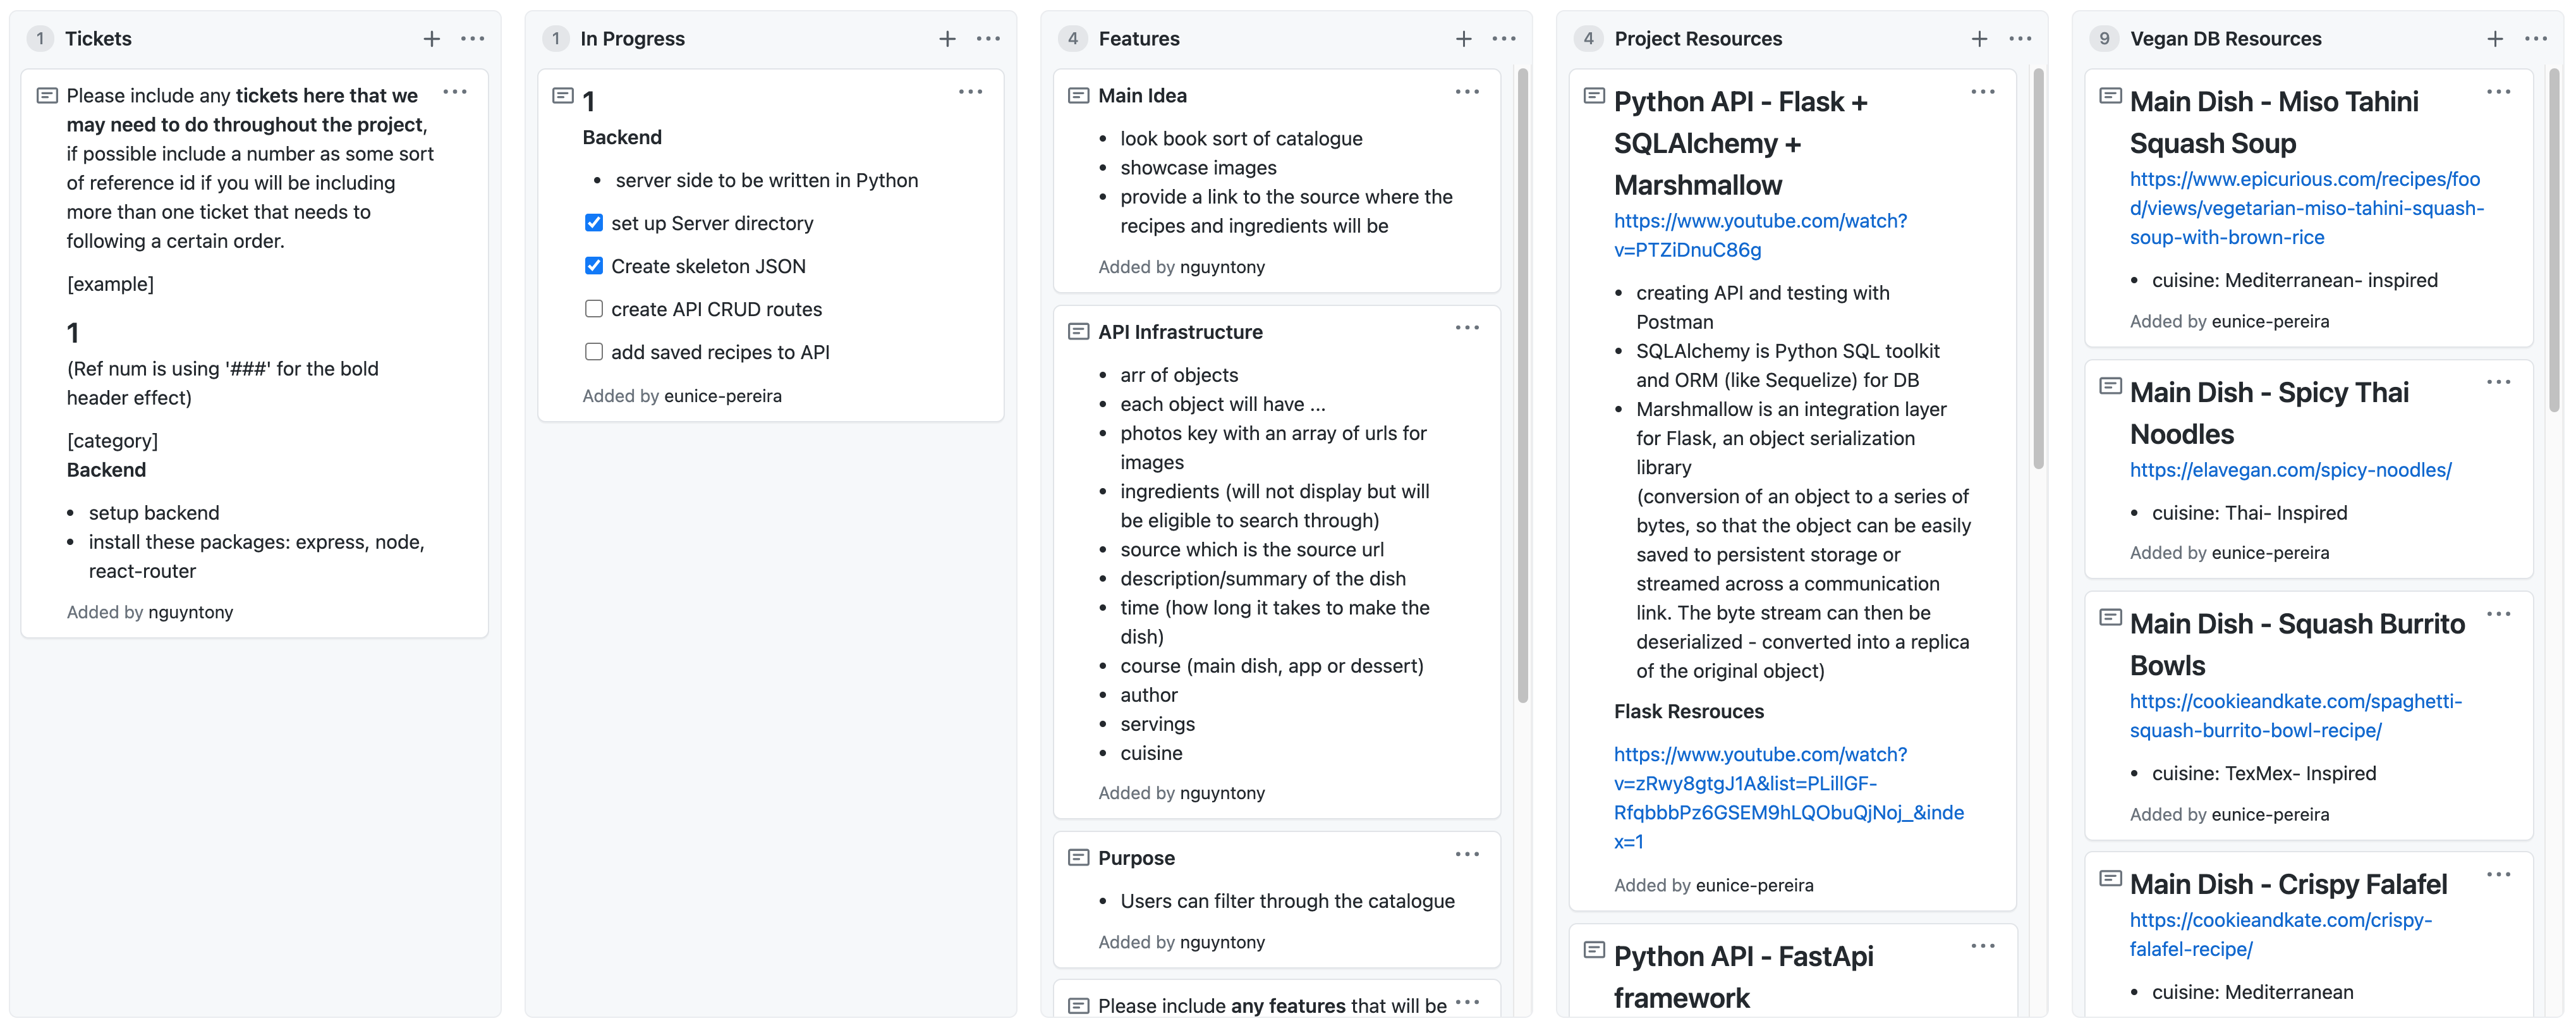 1 Tickets
Please include any tickets here that we
may need to do throughout the project,
if possible include a number as some sort
of reference id if you will be including
more than one ticket that needs to
following a certain order.
[example]
1
(Ref num is using '###' for the bold
header effect)
[category]
Backend
• setup backend
• install these packages: express, node,
react-router
Added by nguyntony
1 In Progress
1
Backend
• server side to be written in Python
set up Server directory
Create skeleton JSON
create API CRUD routes
add saved recipes to API
Added by eunice-pereira
4 Features
Main Idea
• look book sort of catalogue
• showcase images
• provide a link to the source where the
recipes and ingredients will be
Added by nguyntony
API Infrastructure
• arr of objects
• each object will have ...
• photos key with an array of urls for
images
• ingredients (will not display but will
be eligible to search through)
• source which is the source url
• description/summary of the dish
• time (how long it takes to make the
dish)
• course (main dish, app or dessert)
• author
• servings
• cuisine
Added by nguyntony
Purpose
• Users can filter through the catalogue
Added by nguyntony
Please include any features that will be
4 Project Resources
Python API - Flask +
SQLAlchemy +
Marshmallow
https://www.youtube.com/watch?
v=PTZiDnuC86g
• creating API and testing with
Postman
• SQLAlchemy is Python SQL toolkit
and ORM (like Sequelize) for DB
• Marshmallow is an integration layer
for Flask, an object serialization
library
(conversion of an object to a series of
bytes, so that the object can be easily
saved to persistent storage or
streamed across a communication
link. The byte stream can then be
deserialized - converted into a replica
of the original object)
Flask Resrouces
https://www.youtube.com/watch?
v=zRwy8gtgJ1A&list=PLillGF-
RfqbbbPz6GSEM9hLQObuQjNoj_&inde
x=1
Added by eunice-pereira
Python API - FastApi
framework
9 Vegan DB Resources
Main Dish - Miso Tahini
Squash Soup
https://www.epicurious.com/recipes/foo
d/views/vegetarian-miso-tahini-squash-
soup-with-brown-rice
• cuisine: Mediterranean- inspired
Added by eunice-pereira
Main Dish - Spicy Thai
Noodles
https://elavegan.com/spicy-noodles/
• cuisine: Thai- Inspired
Added by eunice-pereira
Main Dish - Squash Burrito
Bowls
https://cookieandkate.com/spaghetti-
squash-burrito-bowl-recipe/
• cuisine: TexMex- Inspired
Added by eunice-pereira
Main Dish - Crispy Falafel
https://cookieandkate.com/crispy-
falafel-recipe/
• cuisine: Mediterranean